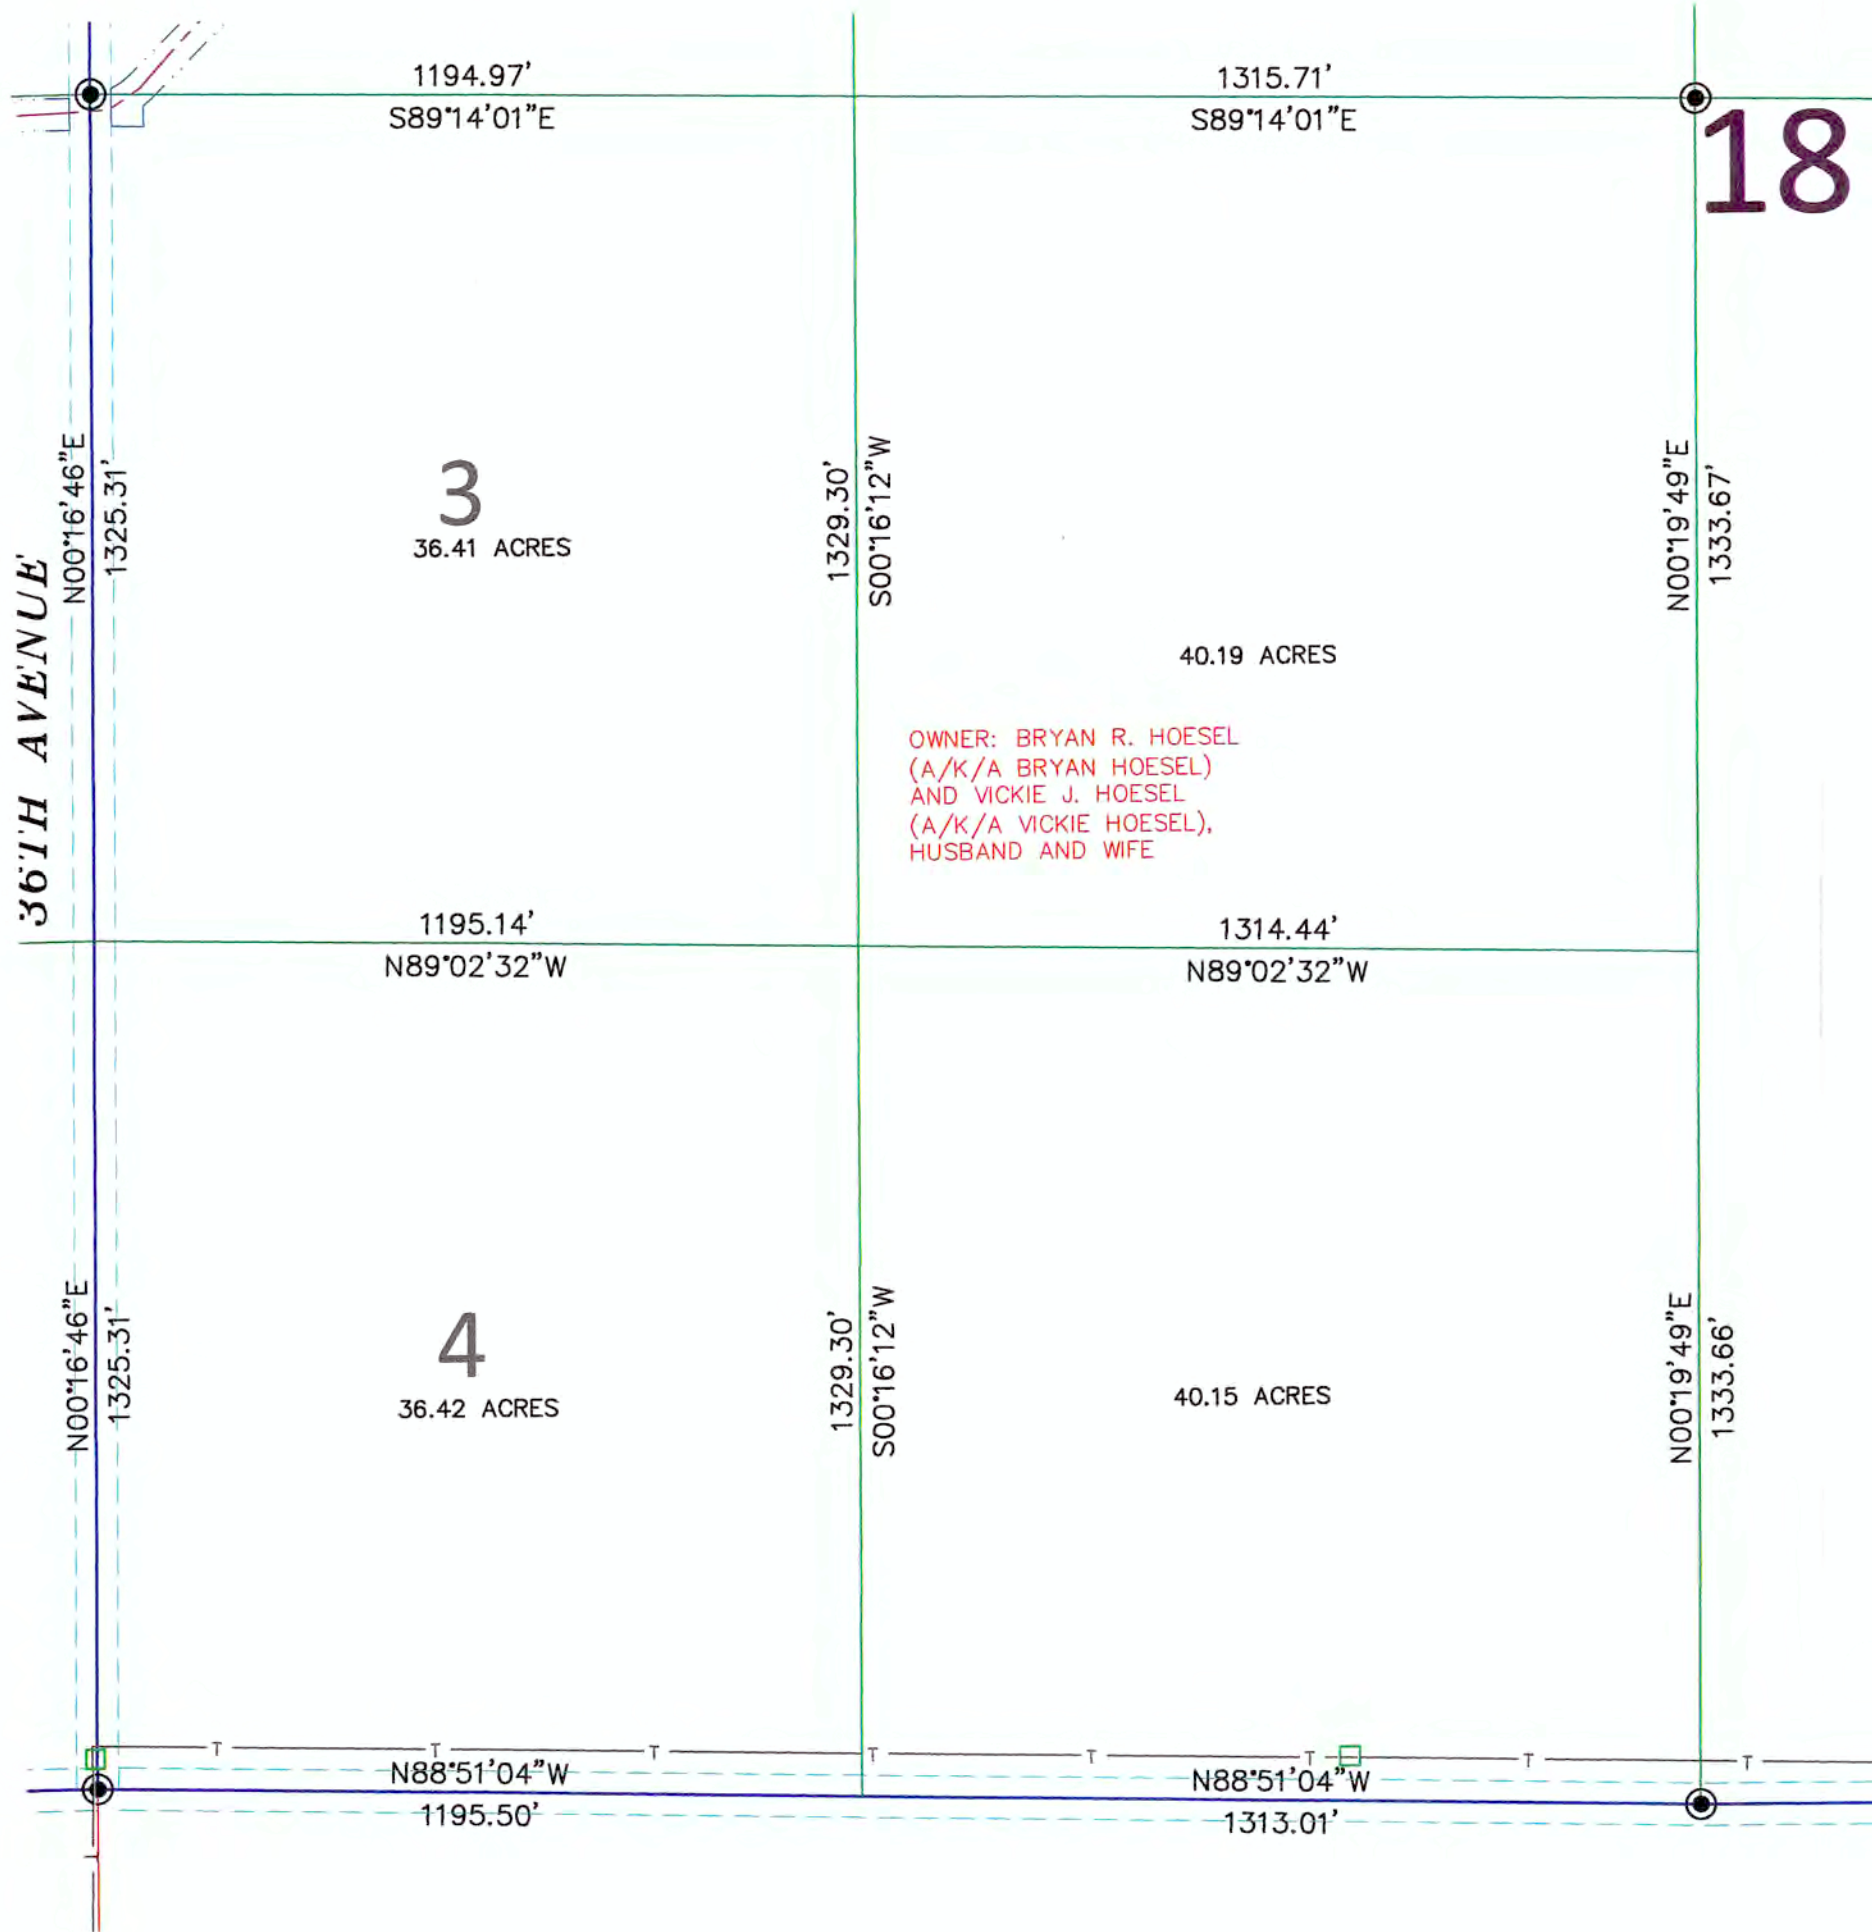 1194.97'
S89°14'01"E
1315.71'
S89°14'01"E
18
36TH AVENUE
N00°16'46"E
1325.31'
3
36.41 ACRES
1329.30'
S00°16'12"W
N00°19'49"E
1333.67'
40.19 ACRES
OWNER: BRYAN R. HOESEL
(A/K/A BRYAN HOESEL)
AND VICKIE J. HOESEL
(A/K/A VICKIE HOESEL),
HUSBAND AND WIFE
1195.14'
N89°02'32"W
1314.44'
N89°02'32"W
N00°16'46"E
1325.31'
4
36.42 ACRES
1329.30'
S00°16'12"W
40.15 ACRES
N00°19'49"E
1333.66'
T T T T T T T T
N88°51'04"W
1195.50'
N88°51'04"W
1313.01'